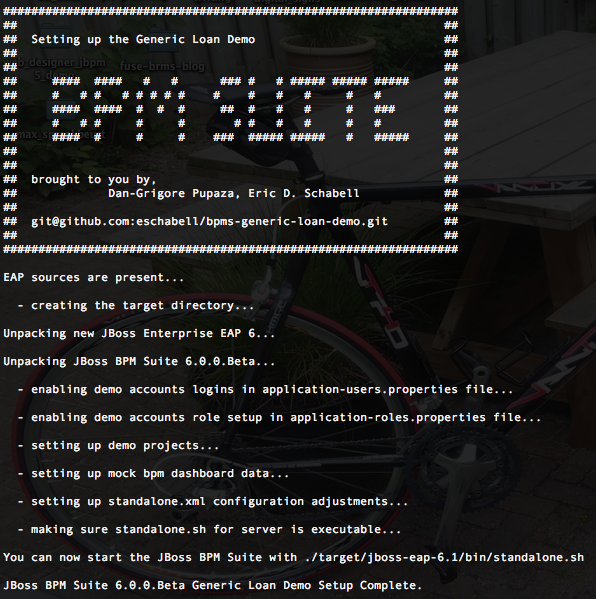 ################################################################# 
##                                                             ##
##  Setting up the Generic Loan Demo                           ##
##                                                             ##
##                                                             ##
##     ####  ####   #   #      ### #   # ##### ##### #####     ##
##     #   # #   # # # # #    #    #   #   #     #   #         ##
##     ####  ####  #  #  #     ##  #   #   #     #   ###       ##
##     #   # #     #     #       # #   #   #     #   #         ##
##     ####  #     #     #    ###  ##### #####   #   #####     ##
##                                                             ##
##                                                             ##
##  brought to you by,                                         ##
##             Dan-Grigore Pupaza, Eric D. Schabell            ##
##                                                             ##
##  git@github.com:eschabell/bpms-generic-loan-demo.git        ##
##                                                             ##
#################################################################
EAP sources are present...
- creating the target directory...
Unpacking new JBoss Enterprise EAP 6...
Unpacking JBoss BPM Suite 6.0.0.Beta...
- enabling demo accounts logins in application-users.properties file...
- enabling demo accounts role setup in application-roles.properties file...
- setting up demo projects...
- setting up mock bpm dashboard data...
- setting up standalone.xml configuration adjustments...
- making sure standalone.sh for server is executable...
You can now start the JBoss BPM Suite with ./target/jboss-eap-6.1/bin/standalone.sh
JBoss BPM Suite 6.0.0.Beta Generic Loan Demo Setup Complete.